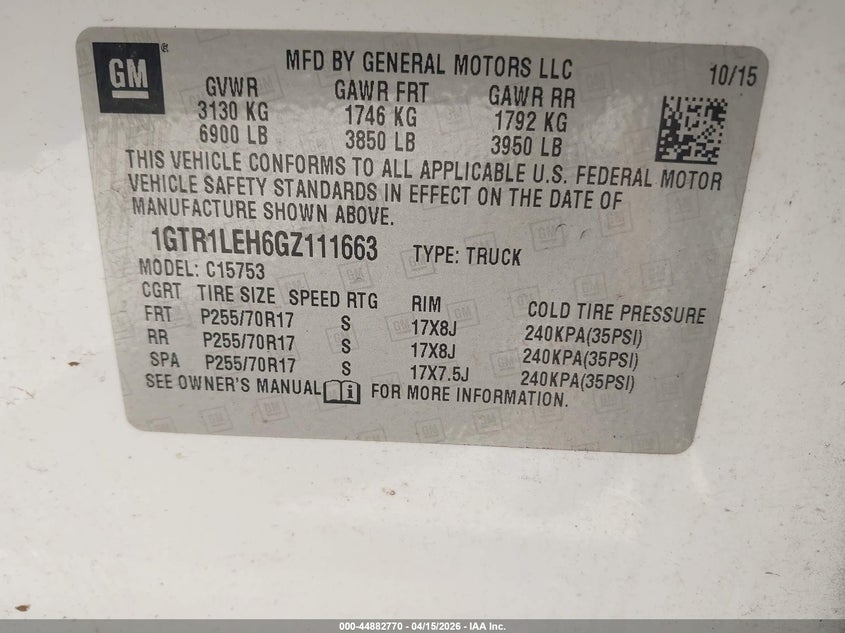 GM
MFD BY GENERAL MOTORS LLC
10/15
GVWR GAWR FRT GAWR RR
3130 KG 1746 KG 1792 KG
6900 LB 3850 LB 3950 LB
THIS VEHICLE CONFORMS TO ALL APPLICABLE U.S. FEDERAL MOTOR
VEHICLE SAFETY STANDARDS IN EFFECT ON THE DATE OF
MANUFACTURE SHOWN ABOVE.
1GTR1LEH6GZ111663 TYPE: TRUCK
MODEL: C15753
CGRT TIRE SIZE SPEED RTG RIM COLD TIRE PRESSURE
FRT P255/70R17 S 17X8J 240KPA(35PSI)
RR P255/70R17 S 17X8J 240KPA(35PSI)
SPA P255/70R17 S 17X7.5J 240KPA(35PSI)
SEE OWNER'S MANUAL FOR MORE INFORMATION.
000-44882770 - 04/15/2026 - IAA Inc.